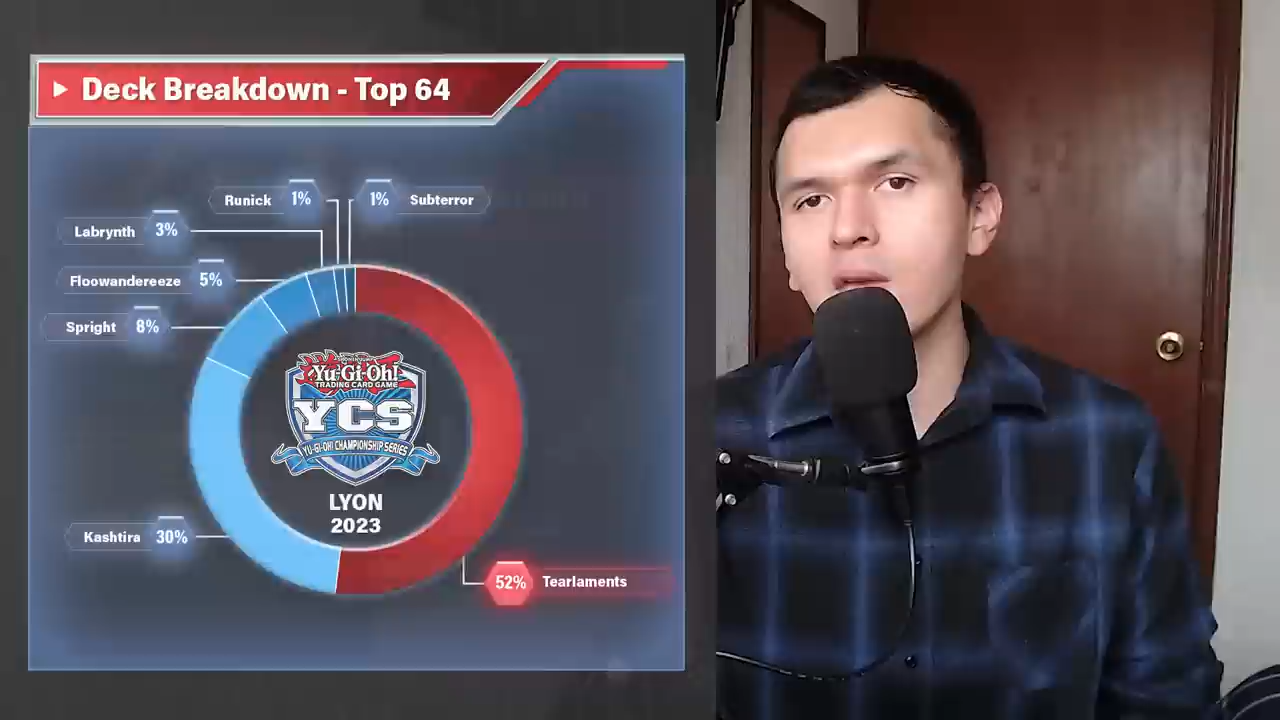 Deck Breakdown - Top 64
Runick 1%
1% Subterror
Labrynth 3%
Floowandereeze 5%
Spright 8%
Yu-Gi-Oh!
TRADING CARD GAME
YCS
YU-GI-OH! CHAMPIONSHIP SERIES
LYON
2023
Kashtira 30%
52% Tearlaments